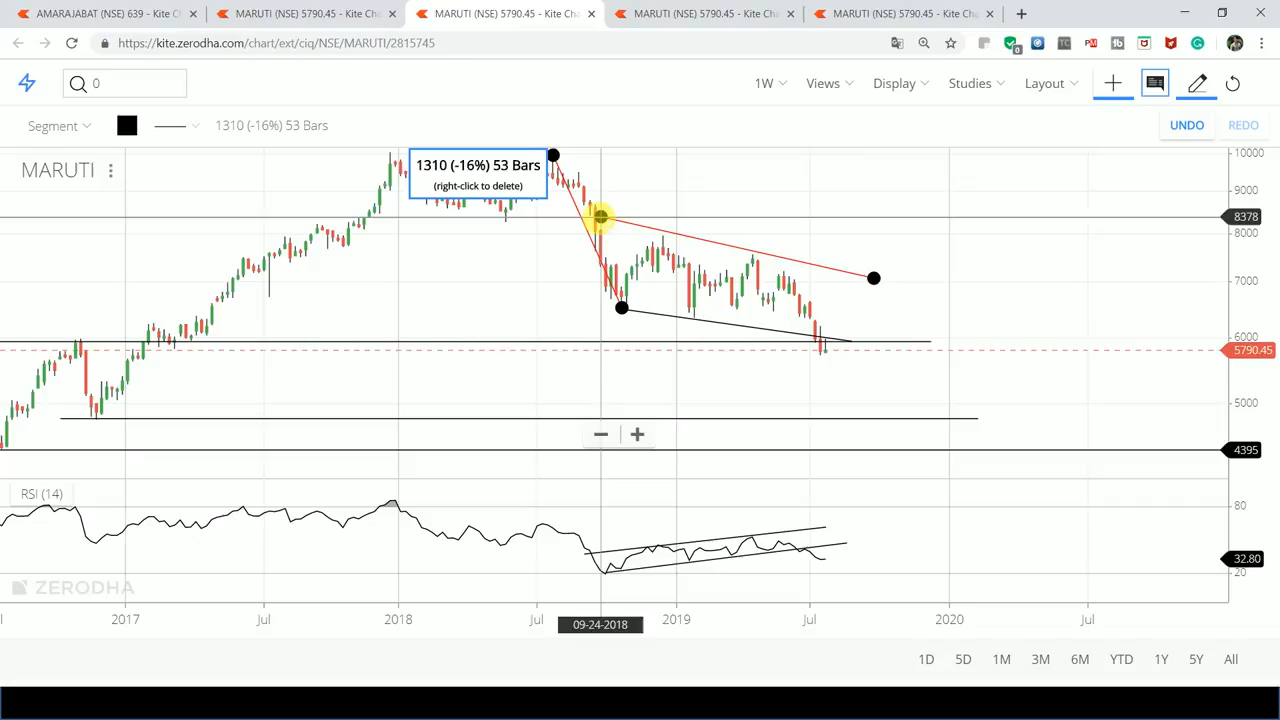 AMARAJABAT (NSE) 639 - Kite C
MARUTI (NSE) 5790.45 - Kite Cha
MARUTI (NSE) 5790.45 - Kite Cha
MARUTI (NSE) 5790.45 - Kite Cha
MARUTI (NSE) 5790.45 - Kite Cha
https://kite.zerodha.com/chart/ext/ciq/NSE/MARUTI/2815745
0
1W
Views
Display
Studies
Layout
Segment
1310 (-16%) 53 Bars
UNDO
REDO
MARUTI
1310 (-16%) 53 Bars
(right-click to delete)
10000
9000
8378
8000
7000
6000
5790.45
5000
4395
RSI (14)
80
32.80
20
ZERODHA
2017
Jul
2018
Jul
09-24-2018
2019
Jul
2020
Jul
1D
5D
1M
3M
6M
YTD
1Y
5Y
All